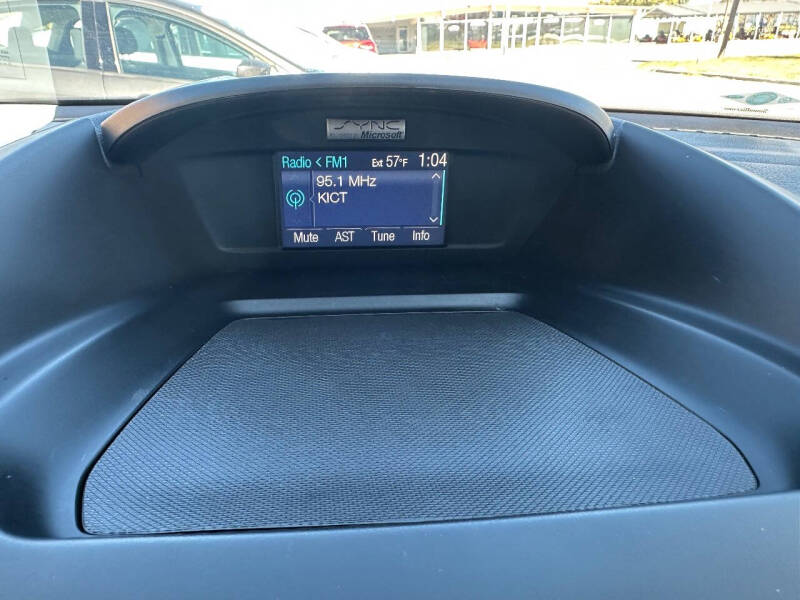 SYNC
Microsoft
Radio < FM1 Ext 57°F 1:04
95.1 MHz
KICT
Mute AST Tune Info